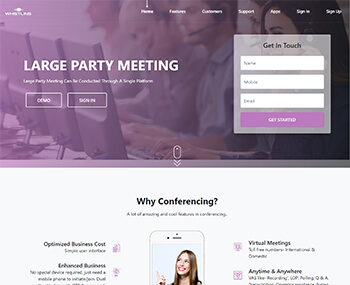 WHISTLING
Home Features Customers Support Apps Sign In Sign Up
LARGE PARTY MEETING
Large Party Meeting Can Be Conducted Through A Single Platform
DEMO SIGN IN
Get In Touch
Name
Mobile
Email
GET STARTED
Why Conferencing?
A lot of amazing and cool features in conferencing.
Optimized Business Cost
Simple user interface
Enhanced Business
No special device required, just need a
mobile phone to initiate/join. Dual
Virtual Meetings
Toll free numbers- International &
Domestic
Anytime & Anywhere
VAS like- Recording, LDP, Polling, Q & A,